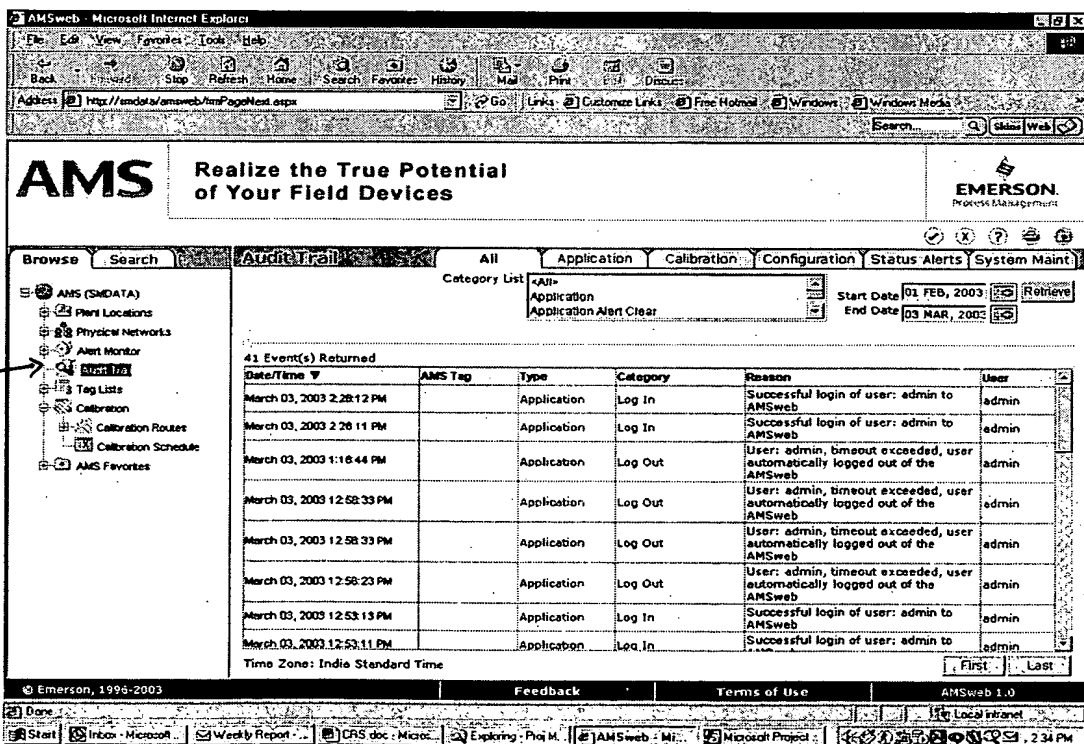 AMSweb - Microsoft Internet Explorer
File Edit View Favorites Tools Help
Back Forward Stop Refresh Home Search Favorites History Mail Print Edit Discuss
Address http://smdata/amsweb/frmPageNext.aspx Go Links Customize Links Free Hotmail Windows Windows Media
Search... Skins Web
AMS
Realize the True Potential
of Your Field Devices
EMERSON.
Process Management
Browse Search
AMS (SMDATA)
Plant Locations
Physical Networks
Alert Monitor
Audit Trail
Tag Lists
Calibration
Calibration Routes
Calibration Schedule
AMS Favorites
Audit Trail All Application Calibration Configuration Status Alerts System Maint
Category List <All>
Application
Application Alert Clear
Start Date 01 FEB, 2003 Retrieve
End Date 03 MAR, 2003
41 Event(s) Returned
Date/Time AMS Tag Type Category Reason User
March 03, 2003 2:28:12 PM Application Log In Successful login of user: admin to AMSweb admin
March 03, 2003 2:28:11 PM Application Log In Successful login of user: admin to AMSweb admin
March 03, 2003 1:16:44 PM Application Log Out User: admin, timeout exceeded, user automatically logged out of the AMSweb admin
March 03, 2003 12:58:33 PM Application Log Out User: admin, timeout exceeded, user automatically logged out of the AMSweb admin
March 03, 2003 12:58:33 PM Application Log Out User: admin, timeout exceeded, user automatically logged out of the AMSweb admin
March 03, 2003 12:58:23 PM Application Log Out User: admin, timeout exceeded, user automatically logged out of the AMSweb admin
March 03, 2003 12:53:13 PM Application Log In Successful login of user: admin to AMSweb admin
March 03, 2003 12:53:11 PM Application Log In Successful login of user: admin to admin
Time Zone: India Standard Time
First Last
© Emerson, 1996-2003 Feedback Terms of Use AMSweb 1.0
Done Local intranet
Start Inbox - Microsoft... Weekly Report - ... CRS.doc - Micros... Exploring - Proj M... AMSweb - Mi... Microsoft Project - 2:34 PM